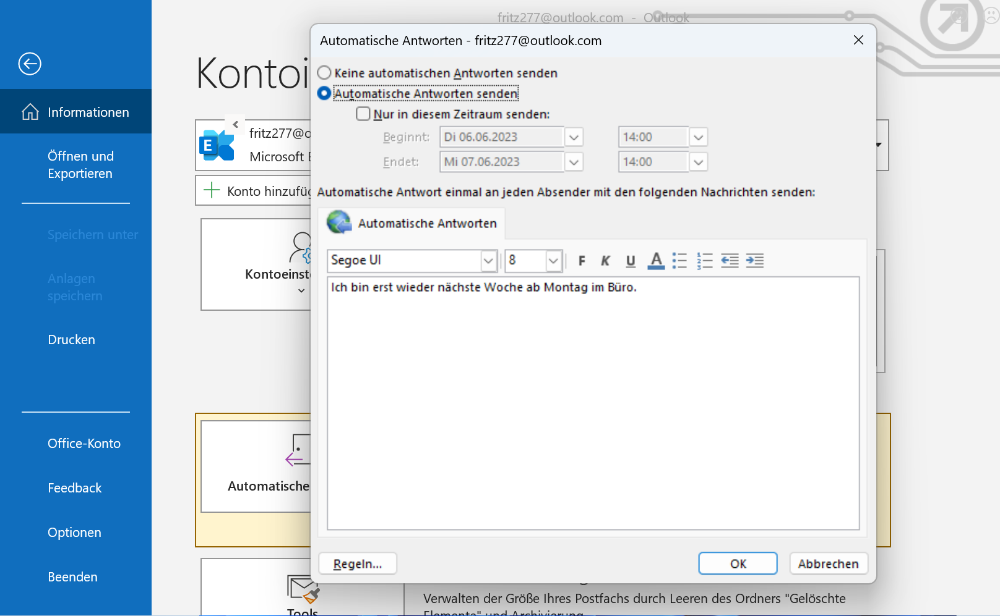 fritz277@outlook.com - Outlook
Automatische Antworten - fritz277@outlook.com
Keine automatischen Antworten senden
Automatische Antworten senden
Nur in diesem Zeitraum senden:
Beginnt: Di 06.06.2023 14:00
Endet: Mi 07.06.2023 14:00
Automatische Antwort einmal an jeden Absender mit den folgenden Nachrichten senden:
Automatische Antworten
Segoe UI 8 F K U A
Ich bin erst wieder nächste Woche ab Montag im Büro.
Regeln... OK Abbrechen
Informationen
Öffnen und
Exportieren
Speichern unter
Anlagen
speichern
Drucken
Office-Konto
Feedback
Optionen
Beenden
Kontoi
fritz277@o
Microsoft E
Konto hinzufüg
Kontoeinst
Automatische
Tools
Verwalten der Größe Ihres Postfachs durch Leeren des Ordners "Gelöschte
Elemente" und Archivierung.